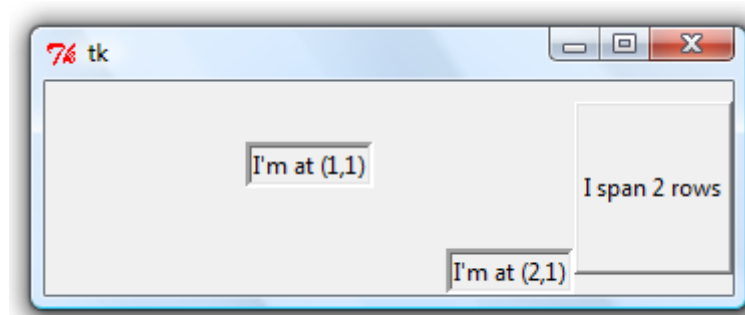 tk
I'm at (1,1)
I span 2 rows
I'm at (2,1)